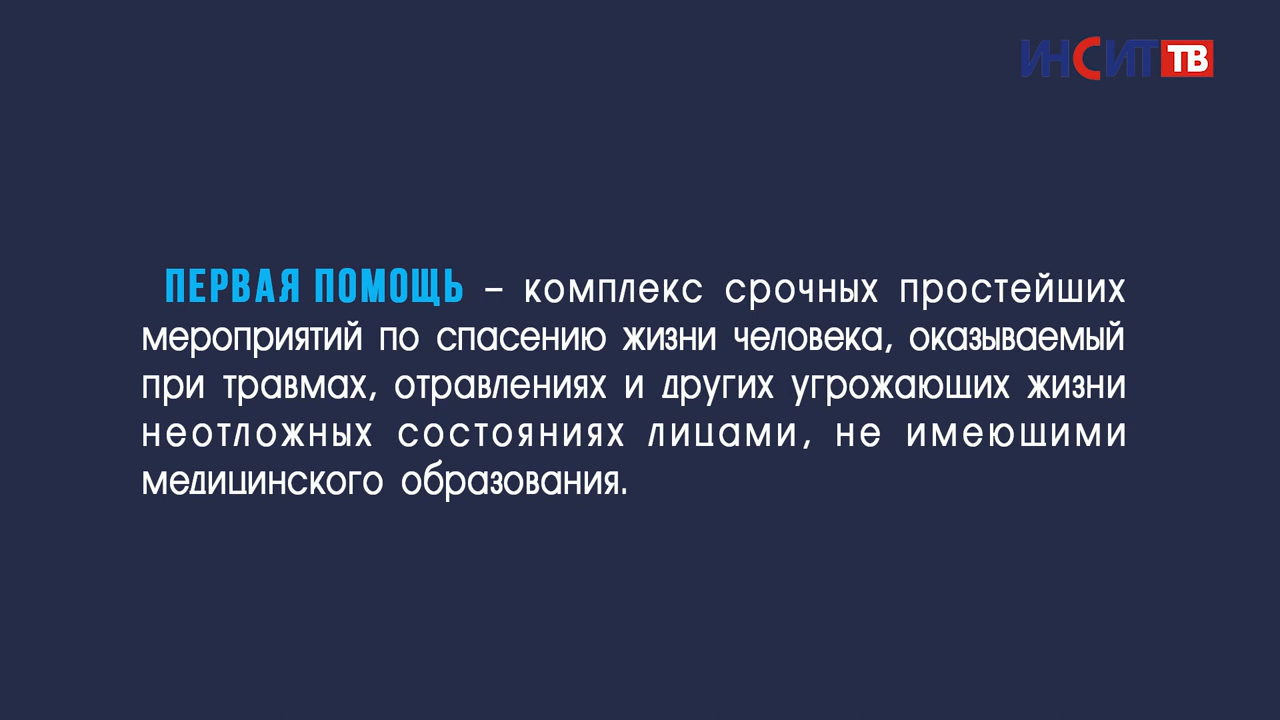 ИНСИТ ТВ
ПЕРВАЯ ПОМОЩЬ – комплекс срочных простейших
мероприятий по спасению жизни человека, оказываемый
при травмах, отравлениях и других угрожающих жизни
неотложных состояниях лицами, не имеющими
медицинского образования.